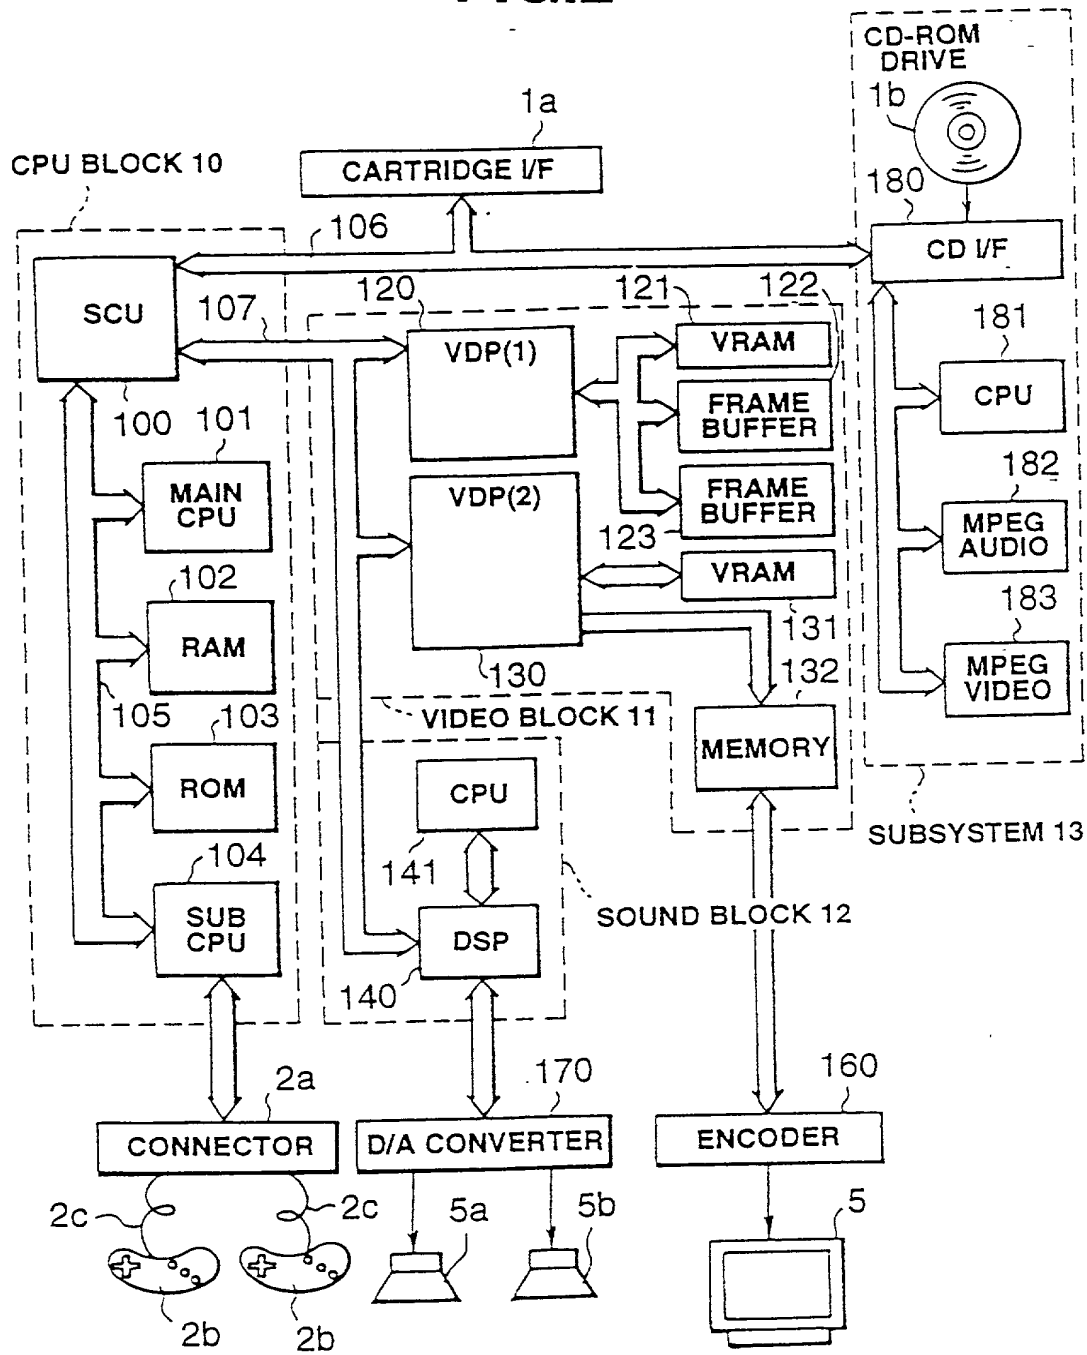 CD-ROM
DRIVE
1b
1a
CPU BLOCK 10
CARTRIDGE I/F
180
106
CD I/F
SCU
107
120
121
122
VDP(1)
VRAM
181
100
101
FRAME
BUFFER
CPU
MAIN
CPU
VDP(2)
FRAME
BUFFER
182
123
MPEG
AUDIO
102
VRAM
183
RAM
131
130
132
MPEG
VIDEO
105
103
VIDEO BLOCK 11
MEMORY
ROM
CPU
SUBSYSTEM 13
104
141
SUB
CPU
DSP
SOUND BLOCK 12
140
2a
170
160
CONNECTOR
D/A CONVERTER
ENCODER
2c
2c
5a
5b
5
2b
2b